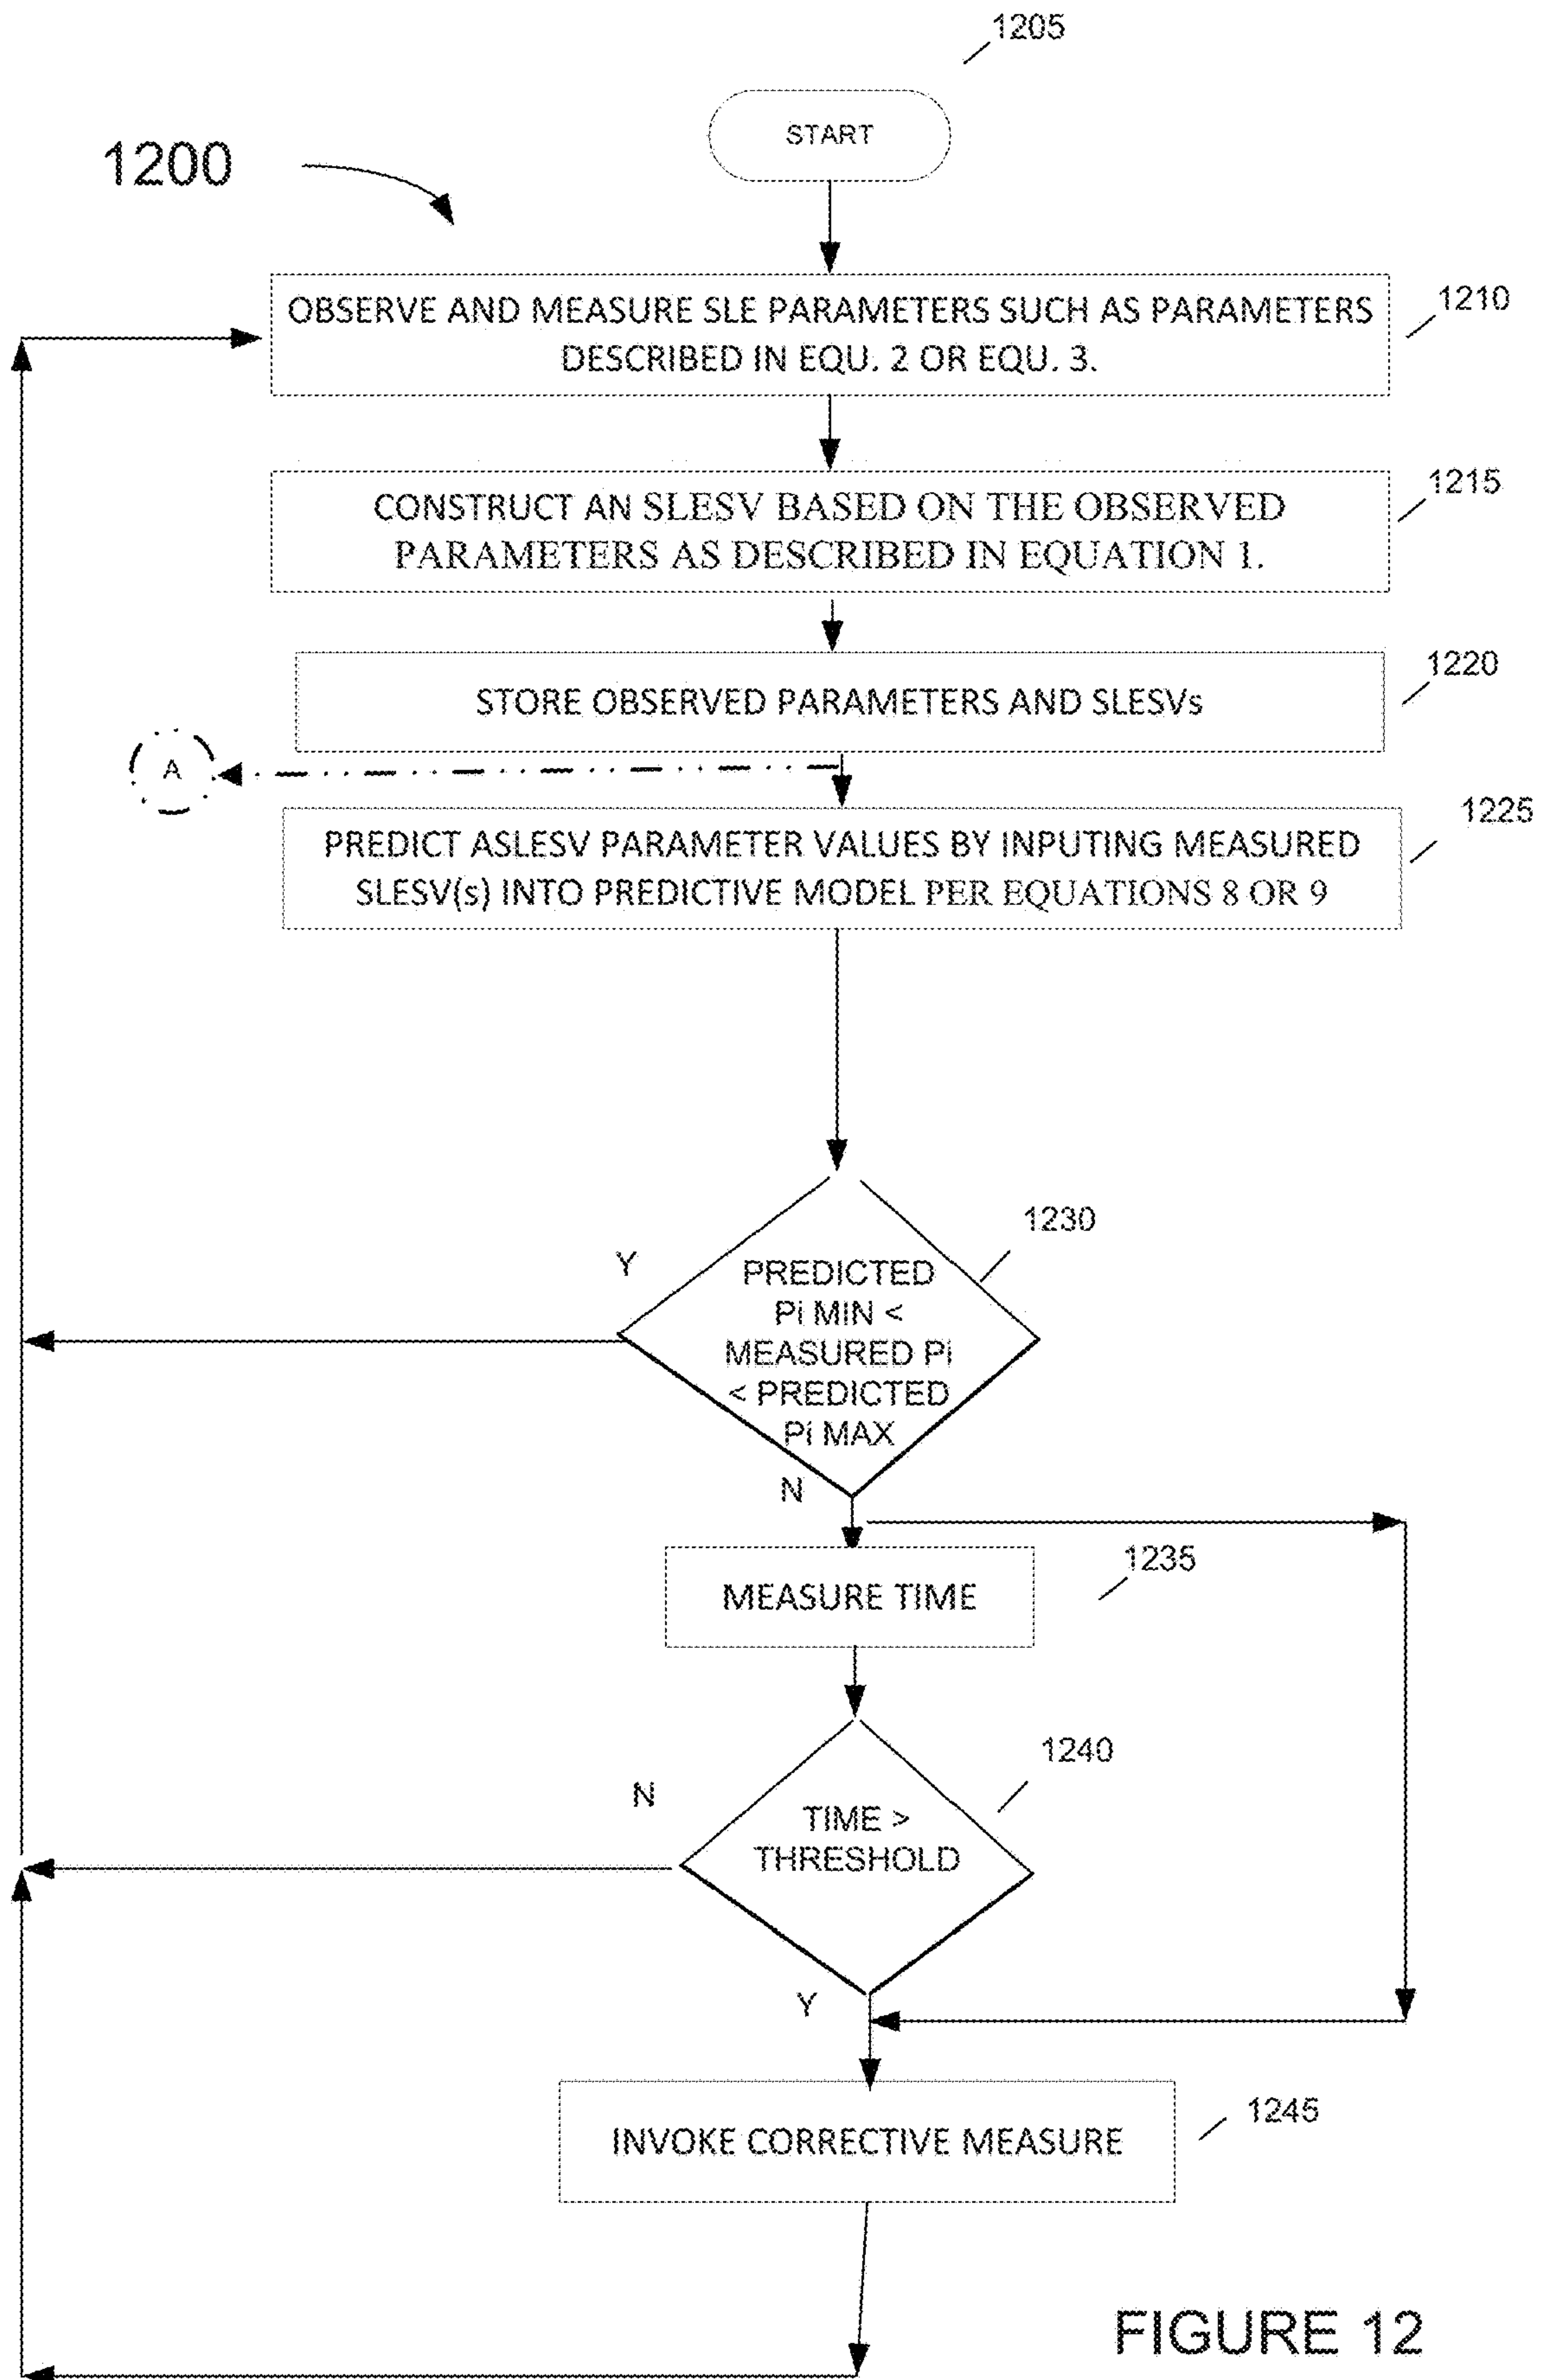 1205
START
1200
OBSERVE AND MEASURE SLE PARAMETERS SUCH AS PARAMETERS
DESCRIBED IN EQU. 2 OR EQU. 3.
1210
CONSTRUCT AN SLESV BASED ON THE OBSERVED
PARAMETERS AS DESCRIBED IN EQUATION 1.
1215
STORE OBSERVED PARAMETERS AND SLESVs
1220
A
PREDICT ASLESV PARAMETER VALUES BY INPUTING MEASURED
SLESV(s) INTO PREDICTIVE MODEL PER EQUATIONS 8 OR 9
1225
1230
Y
PREDICTED
Pi MIN <
MEASURED Pi
< PREDICTED
Pi MAX
N
1235
MEASURE TIME
1240
N
TIME >
THRESHOLD
Y
1245
INVOKE CORRECTIVE MEASURE
FIGURE 12